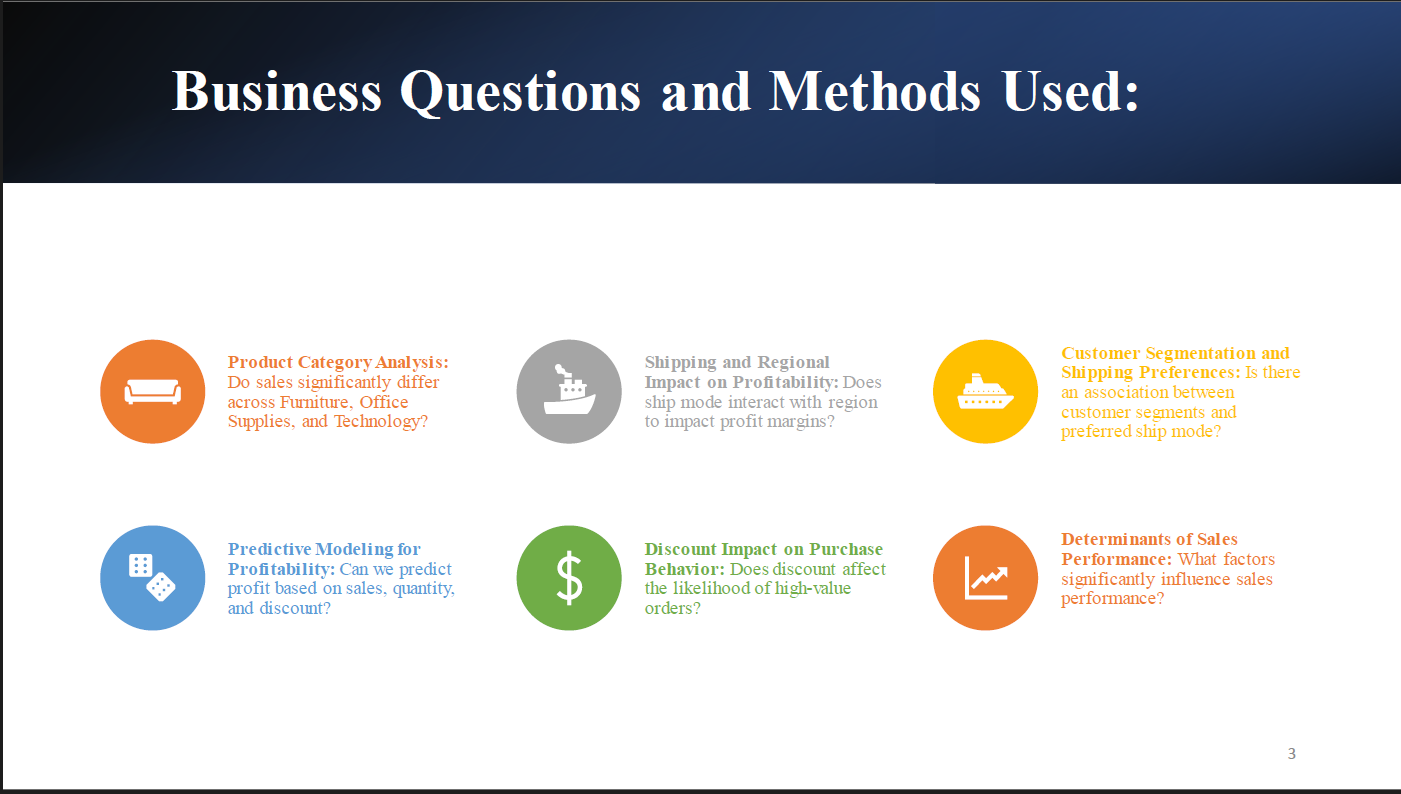 Business Questions and Methods Used:
Product Category Analysis:
Do sales significantly differ
across Furniture, Office
Supplies, and Technology?
Shipping and Regional
Impact on Profitability: Does
ship mode interact with region
to impact profit margins?
Customer Segmentation and
Shipping Preferences: Is there
an association between
customer segments and
preferred ship mode?
Predictive Modeling for
Profitability: Can we predict
profit based on sales, quantity,
and discount?
Discount Impact on Purchase
Behavior: Does discount affect
the likelihood of high-value
orders?
Determinants of Sales
Performance: What factors
significantly influence sales
performance?
3